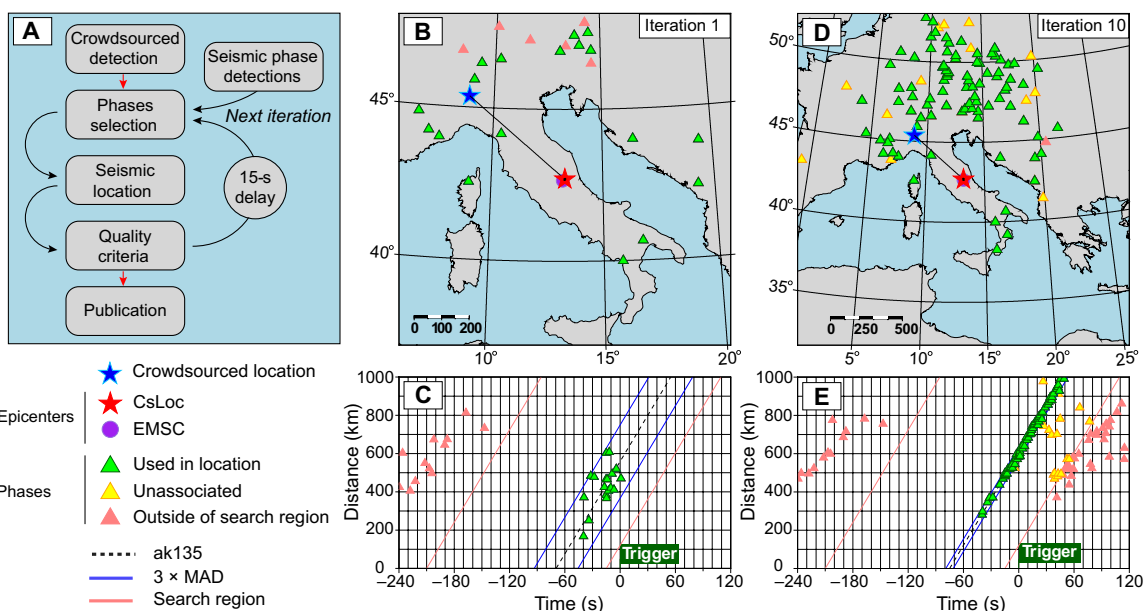 A
Crowdsourced
detection
Seismic phase
detections
Phases
selection
Next iteration
Seismic
location
15-s
delay
Quality
criteria
Publication
B
Iteration 1
45°
40°
0 100 200
10° 15° 20°
D
Iteration 10
50°
45°
40°
35°
0 250 500
5° 10° 15° 20° 25°
Crowdsourced location
Epicenters
CsLoc
EMSC
Phases
Used in location
Unassociated
Outside of search region
ak135
3 × MAD
Search region
C
Distance (km)
1000
800
600
400
200
0
Trigger
−240 −180 −120 −60 0 60 120
Time (s)
E
Distance (km)
1000
800
600
400
200
0
Trigger
−240 −180 −120 −60 0 60 120
Time (s)